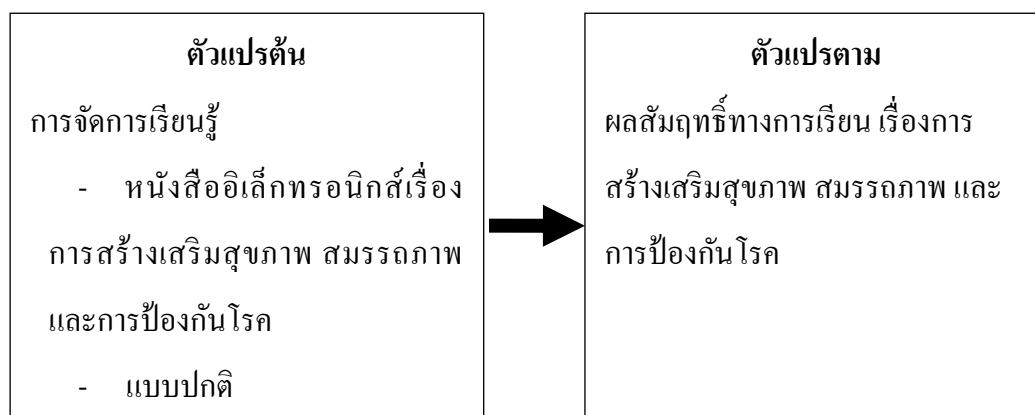 ตัวแปรต้น
การจัดการเรียนรู้
- หนังสืออิเล็กทรอนิกส์เรื่อง
การสร้างเสริมสุขภาพ สมรรถภาพ
และการป้องกันโรค
- แบบปกติ
ตัวแปรตาม
ผลสัมฤทธิ์ทางการเรียน เรื่องการ
สร้างเสริมสุขภาพ สมรรถภาพ และ
การป้องกันโรค